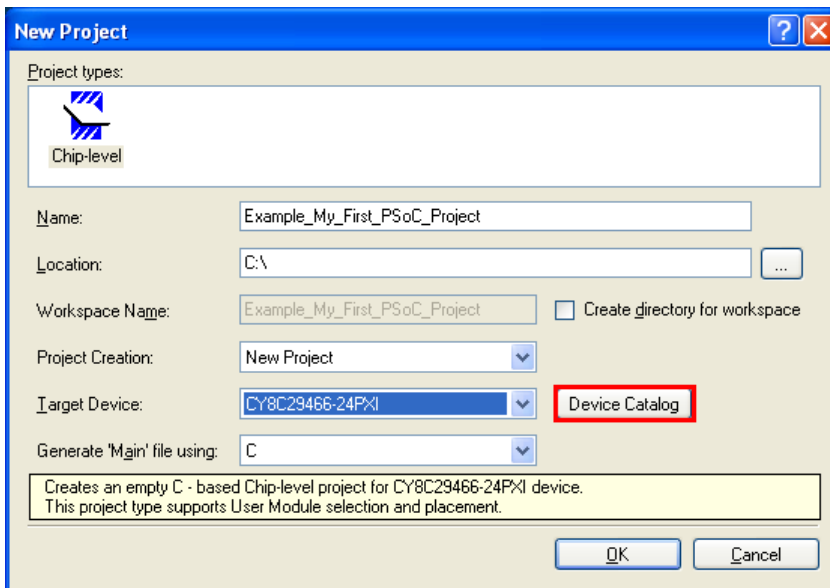 New Project
Project types:
Chip-level
Name:
Example_My_First_PSoC_Project
Location:
C:\
...
Workspace Name:
Example_My_First_PSoC_Project
Create directory for workspace
Project Creation:
New Project
Target Device:
CY8C29466-24PXI
Device Catalog
Generate 'Main' file using:
C
Creates an empty C - based Chip-level project for CY8C29466-24PXI device.
This project type supports User Module selection and placement.
OK
Cancel